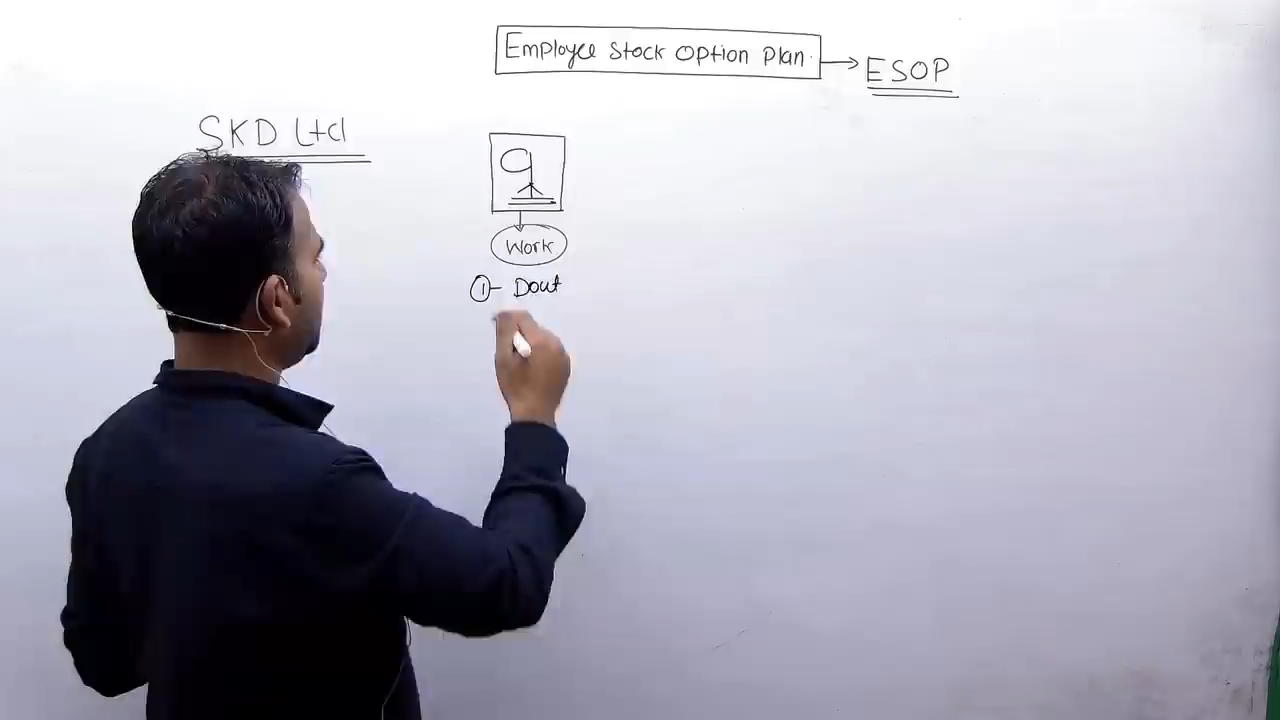 Employee Stock Option Plan → ESOP
SKD Ltd
Work
① - Dout